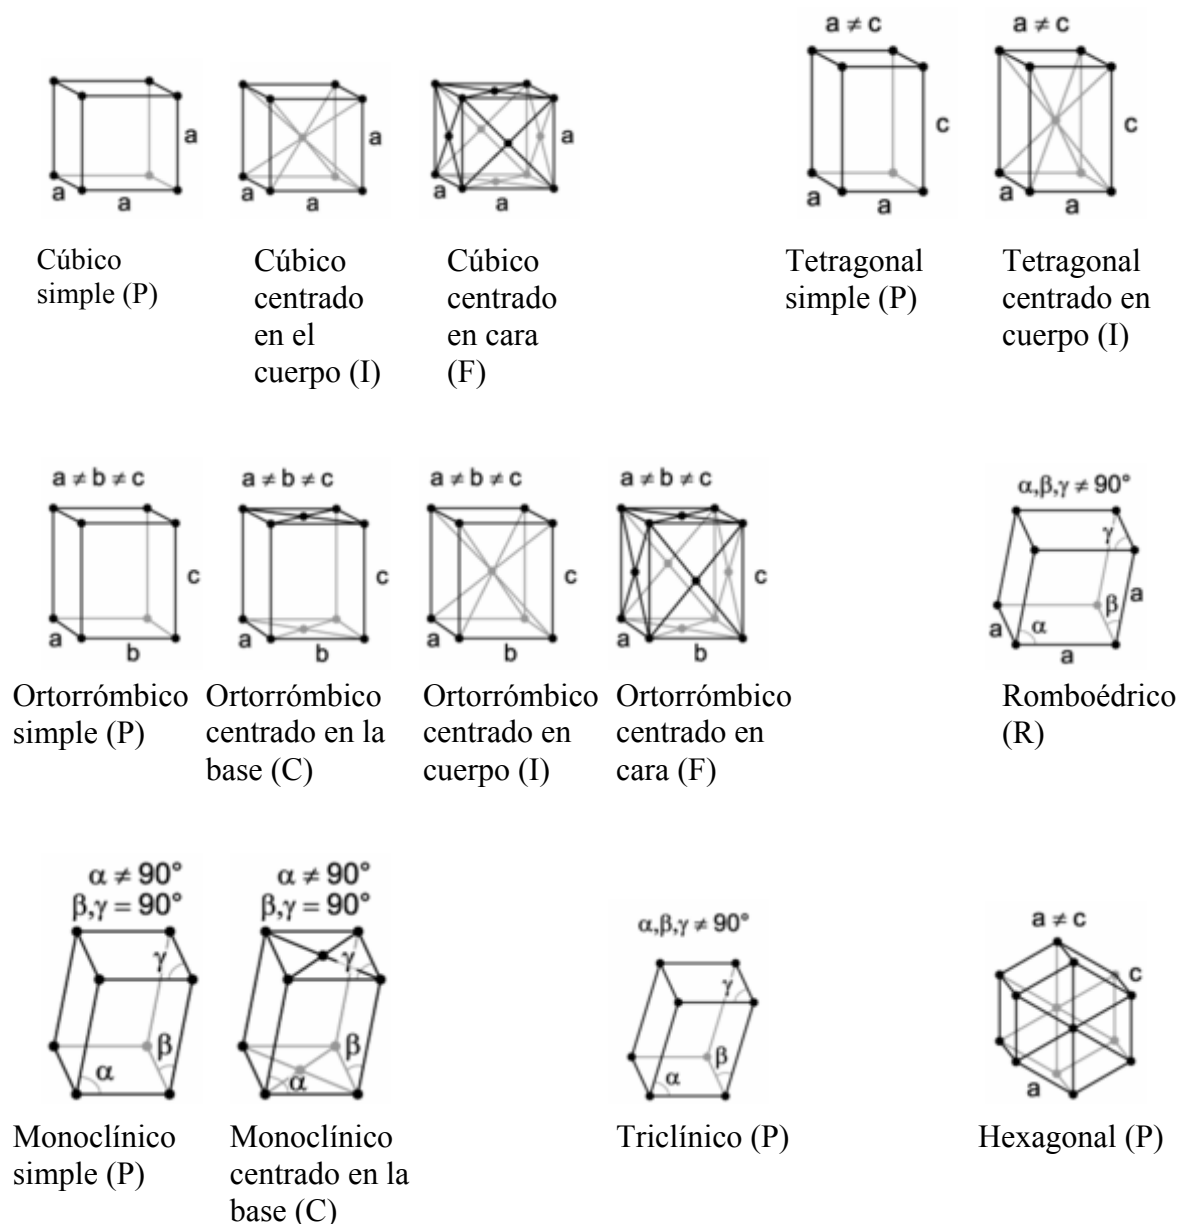 a ≠ c
a ≠ c
a
a
a
a
a
a
a
a
a
c
a
a
c
a
a
Cúbico
simple (P)
Cúbico
centrado
en el
cuerpo (I)
Cúbico
centrado
en cara
(F)
Tetragonal
simple (P)
Tetragonal
centrado en
cuerpo (I)
a ≠ b ≠ c
a ≠ b ≠ c
a ≠ b ≠ c
a ≠ b ≠ c
α,β,γ ≠ 90°
c
a
b
c
a
b
c
a
b
c
a
b
γ
a
β
a
α
a
Ortorrómbico
simple (P)
Ortorrómbico
centrado en la
base (C)
Ortorrómbico
centrado en
cuerpo (I)
Ortorrómbico
centrado en
cara (F)
Romboédrico
(R)
α ≠ 90°
β,γ = 90°
γ
β
α
α ≠ 90°
β,γ = 90°
γ
β
α
α,β,γ ≠ 90°
γ
β
α
a ≠ c
c
a
Monoclínico
simple (P)
Monoclínico
centrado en la
base (C)
Triclínico (P)
Hexagonal (P)